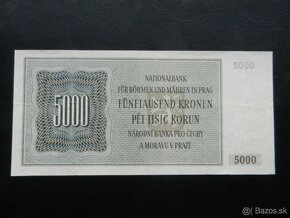 NATIONALBANK
FÜR BÖHMEN UND MÄHREN IN PRAG
5000
FÜNFTAUSEND KRONEN
PĚT TISÍC KORUN
5000
NÁRODNÍ BANKA PRO ČECHY
A MORAVU V PRAZE
5000
© Bazos.sk